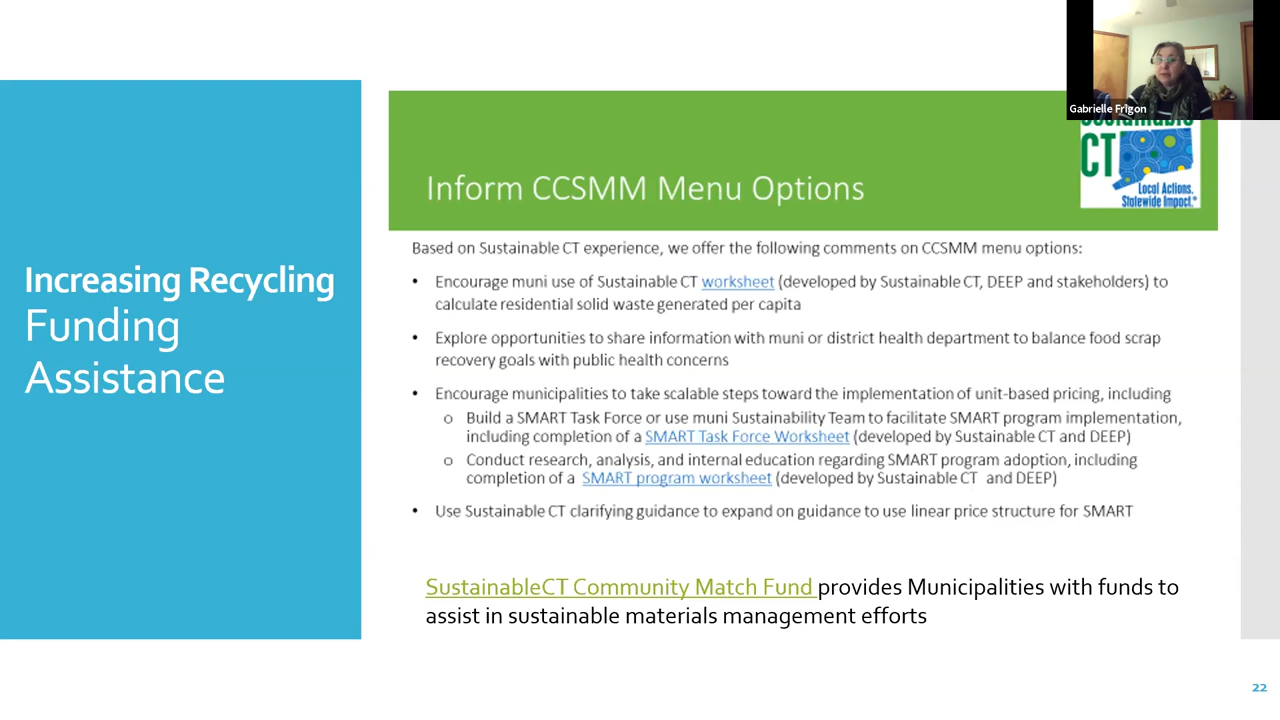 Gabrielle Frigon
Sustainable
CT
Local Actions.
Statewide Impact.®
Inform CCSMM Menu Options
Increasing Recycling
Funding
Assistance
Based on Sustainable CT experience, we offer the following comments on CCSMM menu options:
• Encourage muni use of Sustainable CT worksheet (developed by Sustainable CT, DEEP and stakeholders) to
calculate residential solid waste generated per capita
• Explore opportunities to share information with muni or district health department to balance food scrap
recovery goals with public health concerns
• Encourage municipalities to take scalable steps toward the implementation of unit-based pricing, including
o Build a SMART Task Force or use muni Sustainability Team to facilitate SMART program implementation,
including completion of a SMART Task Force Worksheet (developed by Sustainable CT and DEEP)
o Conduct research, analysis, and internal education regarding SMART program adoption, including
completion of a SMART program worksheet (developed by Sustainable CT and DEEP)
• Use Sustainable CT clarifying guidance to expand on guidance to use linear price structure for SMART
SustainableCT Community Match Fund provides Municipalities with funds to
assist in sustainable materials management efforts
22